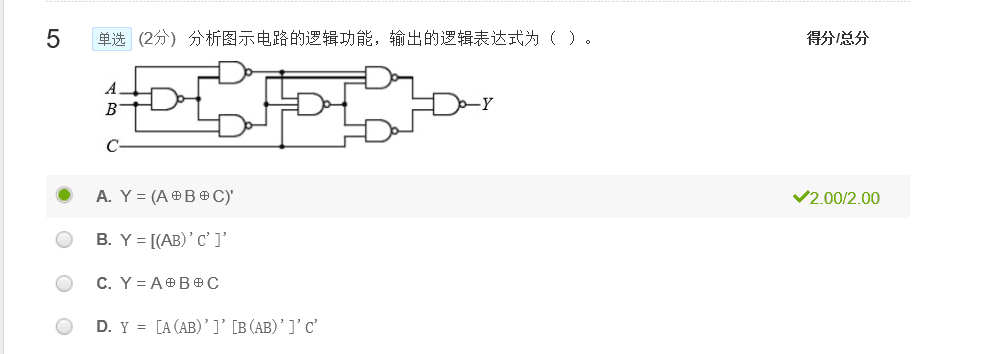 5 单选 (2分) 分析图示电路的逻辑功能，输出的逻辑表达式为（ ）。 得分/总分
A
B
C
Y
A. Y = (A⊕B⊕C)' 2.00/2.00
B. Y = [(AB)'C']'
C. Y = A⊕B⊕C
D. Y = [A(AB)']'[B(AB)']'C'